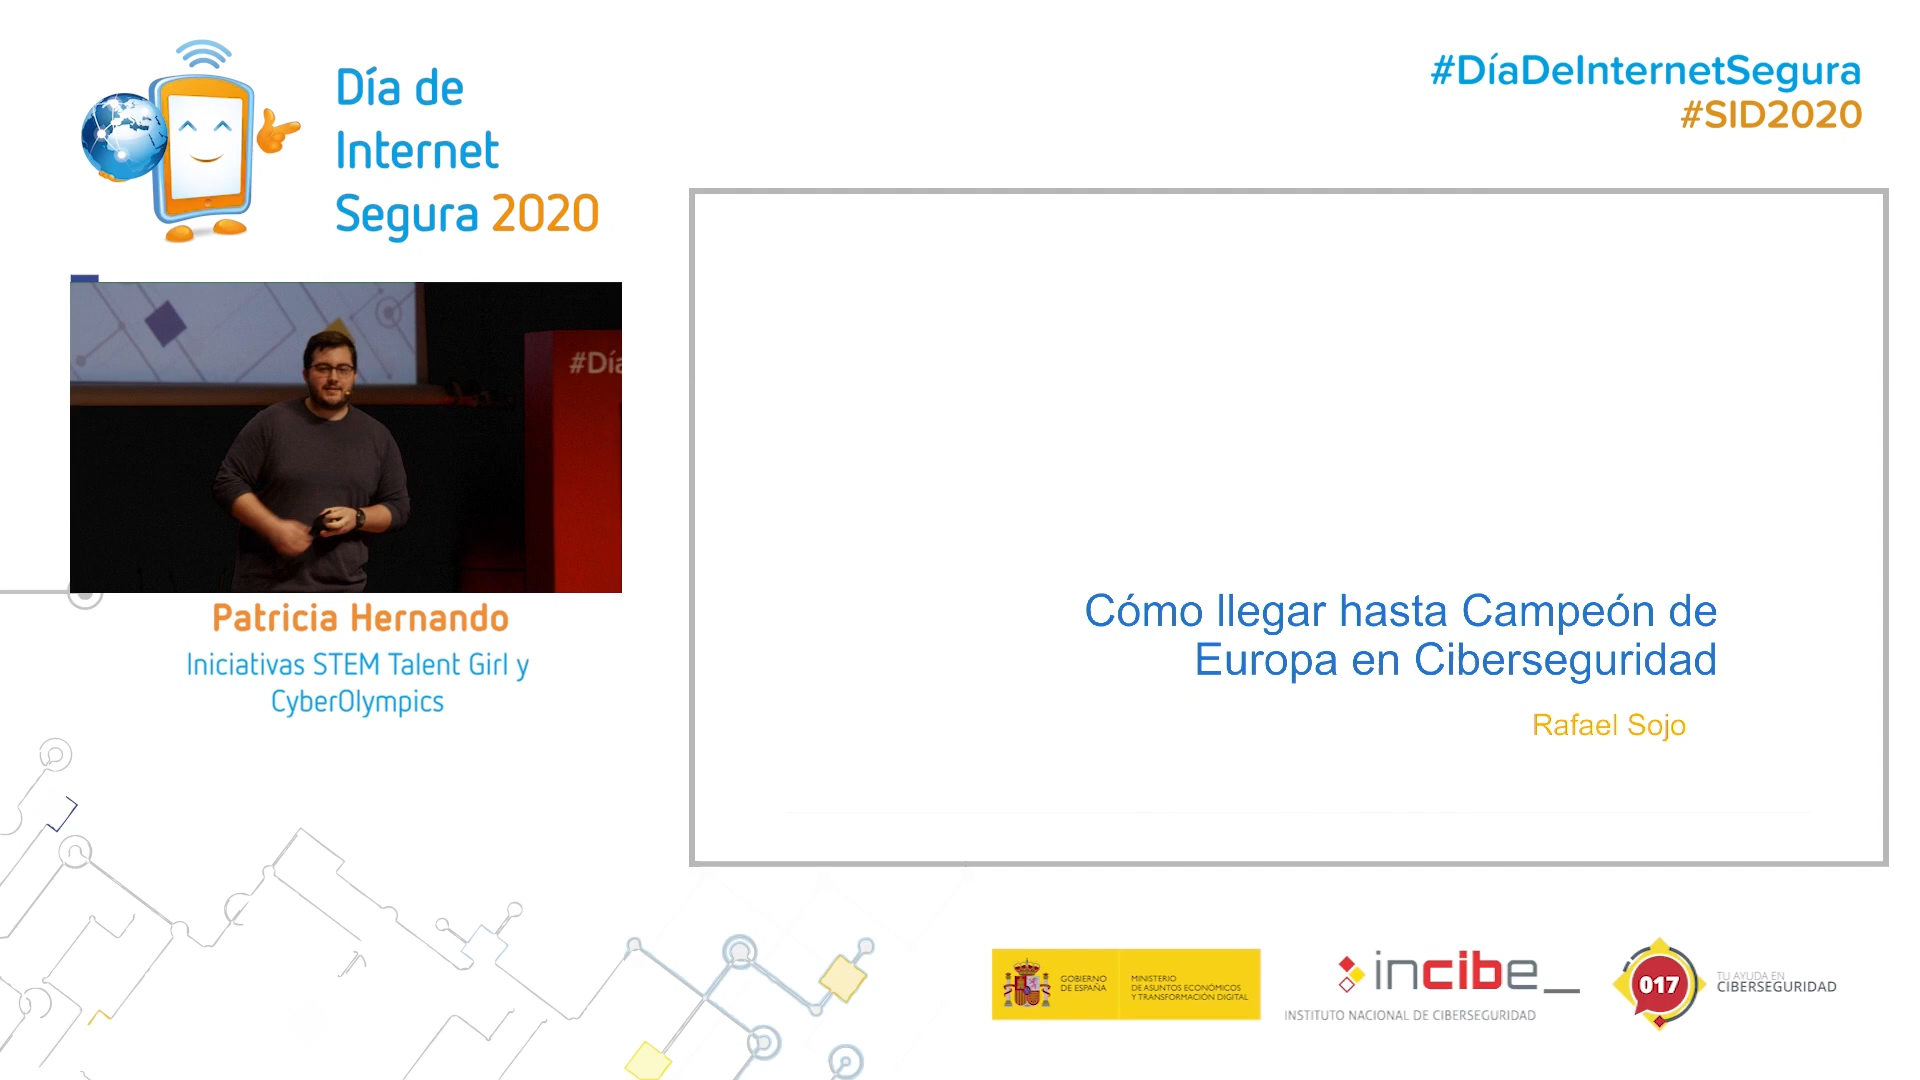 Día de
Internet
Segura 2020
#DíaDeInternetSegura
#SID2020
#Día
Patricia Hernando
Iniciativas STEM Talent Girl y
CyberOlympics
Cómo llegar hasta Campeón de
Europa en Ciberseguridad
Rafael Sojo
GOBIERNO
DE ESPAÑA
MINISTERIO
DE ASUNTOS ECONÓMICOS
Y TRANSFORMACIÓN DIGITAL
incibe_
INSTITUTO NACIONAL DE CIBERSEGURIDAD
017
TU AYUDA EN
CIBERSEGURIDAD